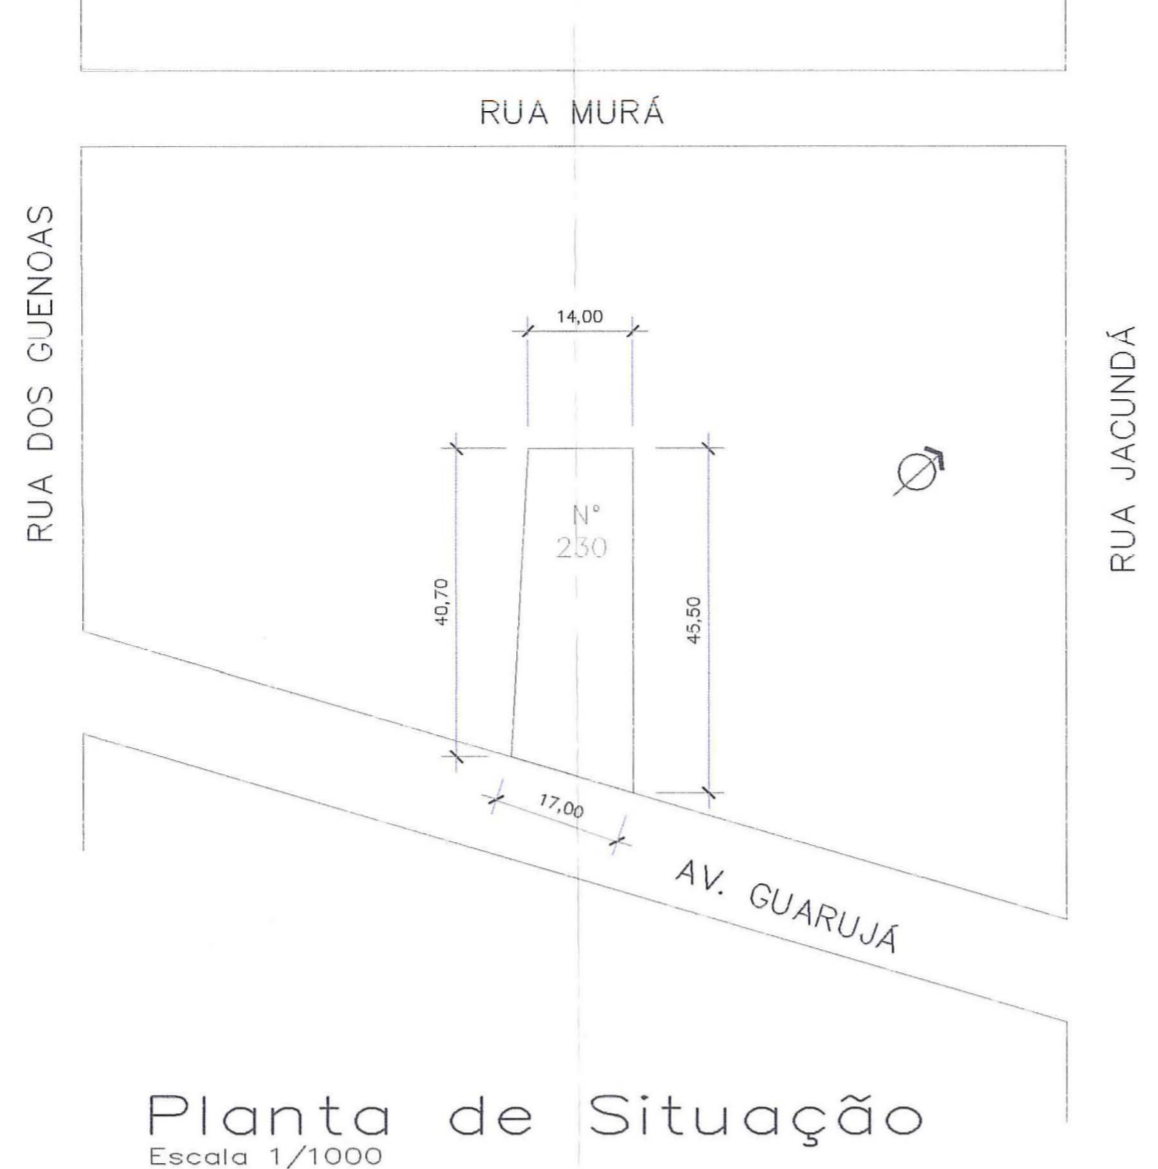 RUA MURÁ
RUA DOS GUENOAS
14,00
RUA JACUNDÁ
N°
230
40,70
45,50
17,00
AV. GUARUJÁ
Planta de Situação
Escala 1/1000